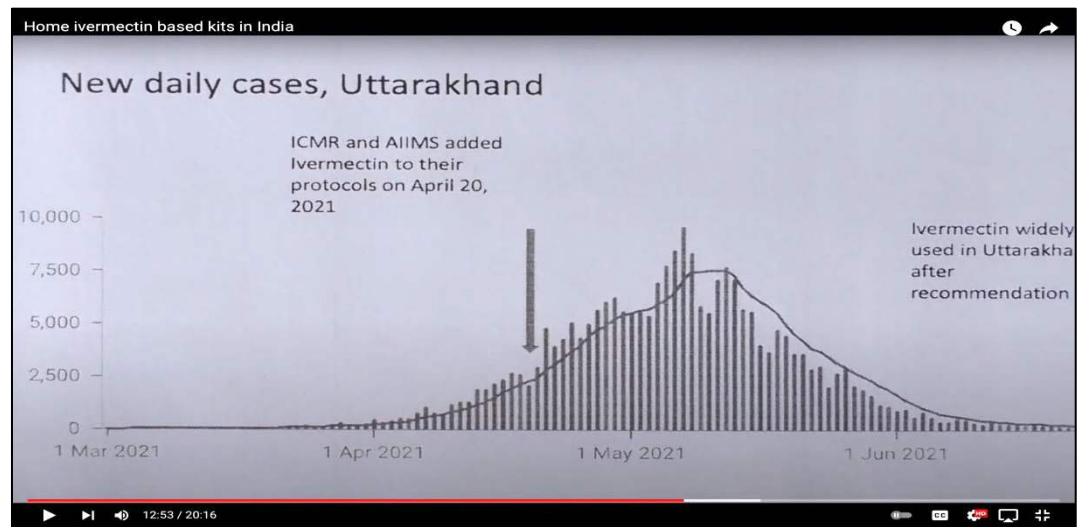 Home ivermectin based kits in India
New daily cases, Uttarakhand
ICMR and AIIMS added
Ivermectin to their
protocols on April 20,
2021
10,000
7,500
5,000
2,500
0
Ivermectin widely
used in Uttarakha
after
recommendation
1 Mar 2021
1 Apr 2021
1 May 2021
1 Jun 2021
12:53 / 20:16
CC
HD